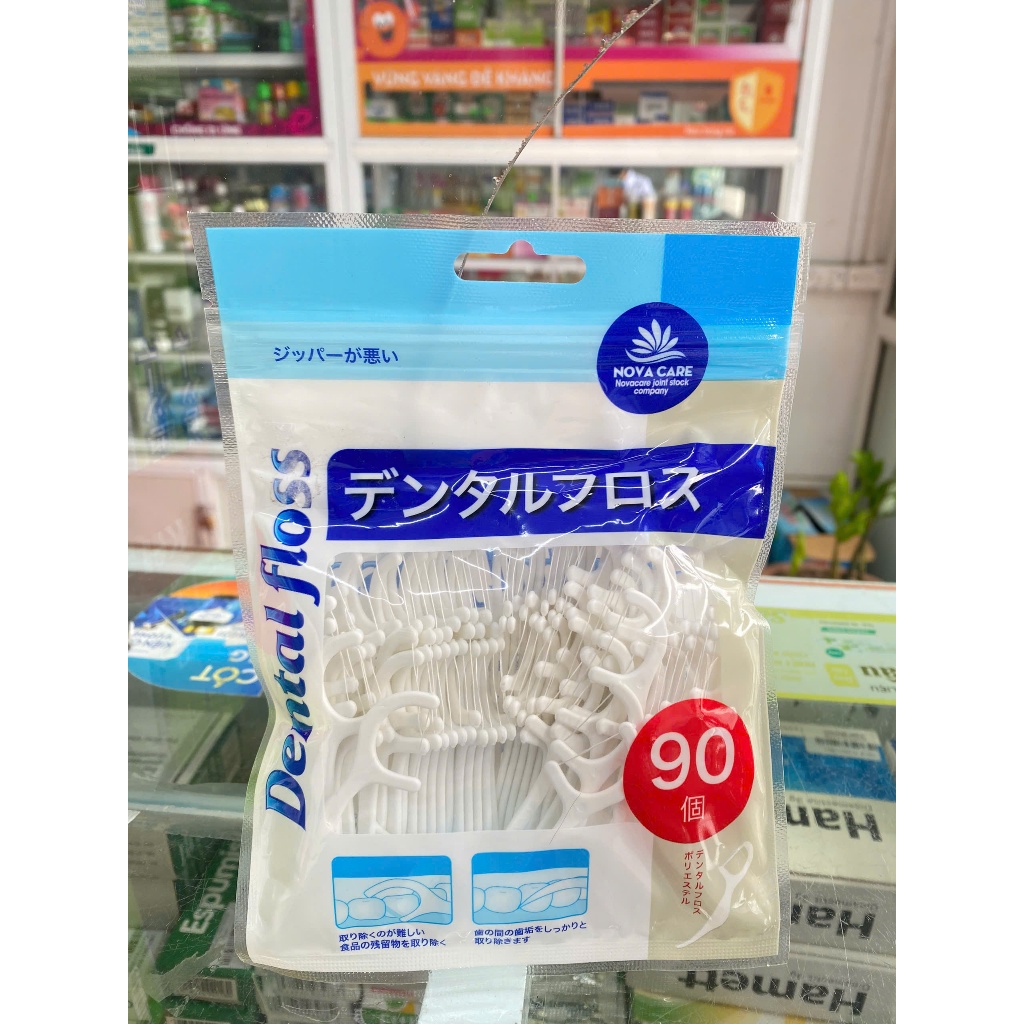 VỮNG VÀNG ĐỀ KHÁNG
ジッパーが悪い
NOVA CARE
Novacare joint stock
company
Dental floss
デンタルフロス
90
個
デンタルフロス
ポリエステル
取り除くのが難しい
食品の残留物を取り除く
歯の間の歯垢をしっかりと
取り除きます
CỐT
Espum
Hamett
Hamett